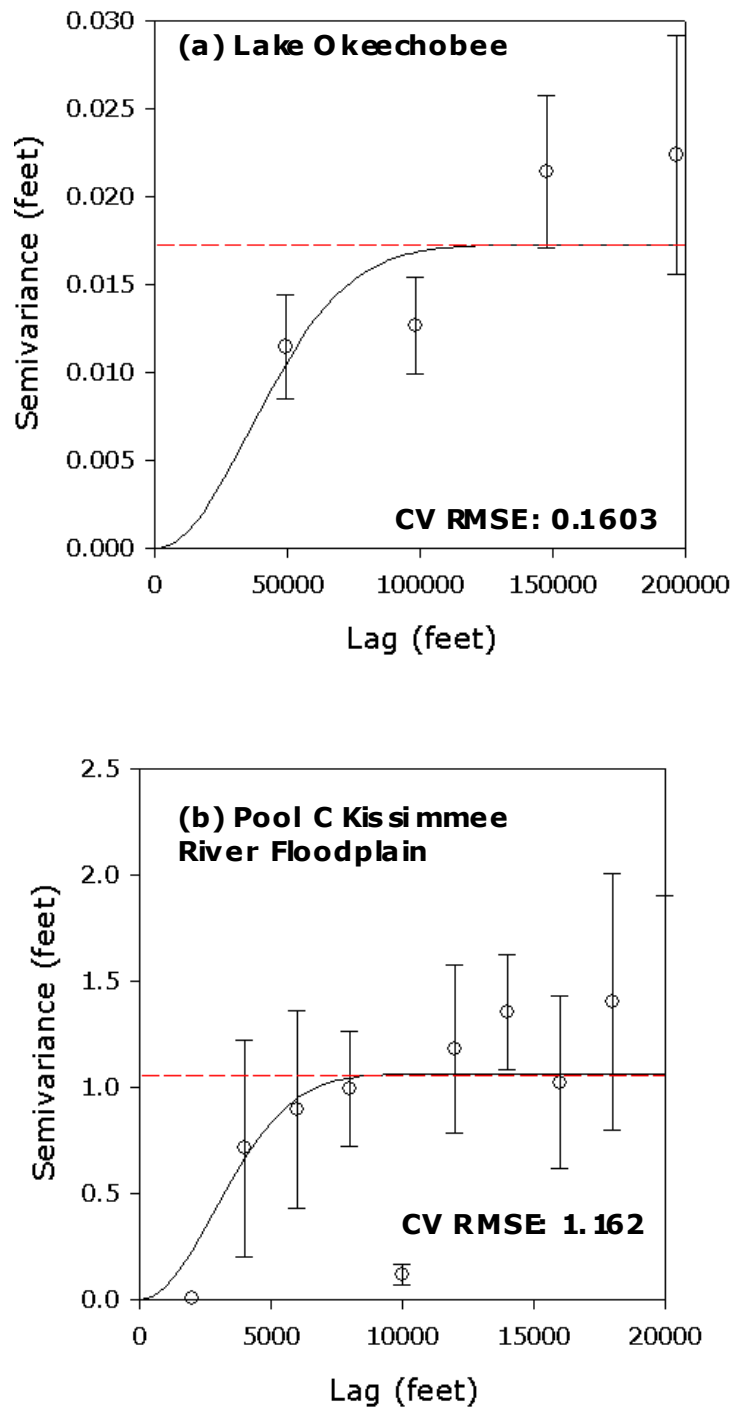 (a) Lake Okeechobee
0.030
0.025
0.020
0.015
0.010
0.005
0.000
Semivariance (feet)
CV RMSE: 0.1603
0 50000 100000 150000 200000
Lag (feet)
(b) Pool C Kissimmee
River Floodplain
2.5
2.0
1.5
1.0
0.5
0.0
Semivariance (feet)
CV RMSE: 1.162
0 5000 10000 15000 20000
Lag (feet)